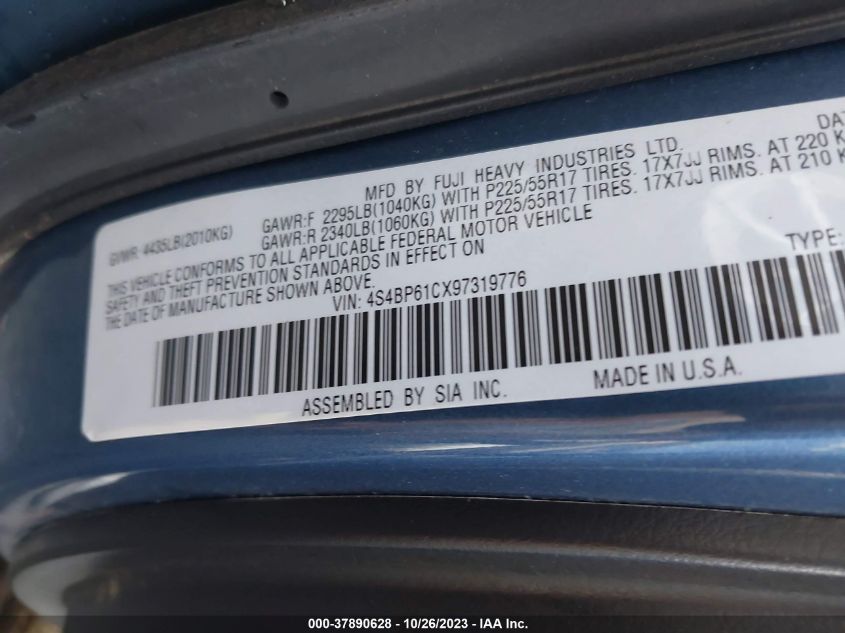 MFD BY FUJI HEAVY INDUSTRIES LTD. DAT
GVWR: 4435LB(2010KG) GAWR:F 2295LB(1040KG) WITH P225/55R17 TIRES. 17X7JJ RIMS. AT 220 K
GAWR:R 2340LB(1060KG) WITH P225/55R17 TIRES. 17X7JJ RIMS. AT 210 K
THIS VEHICLE CONFORMS TO ALL APPLICABLE FEDERAL MOTOR VEHICLE
SAFETY AND THEFT PREVENTION STANDARDS IN EFFECT ON
THE DATE OF MANUFACTURE SHOWN ABOVE.
VIN: 4S4BP61CX97319776 TYPE:
ASSEMBLED BY SIA INC. MADE IN U.S.A.
000-37890628 - 10/26/2023 - IAA Inc.